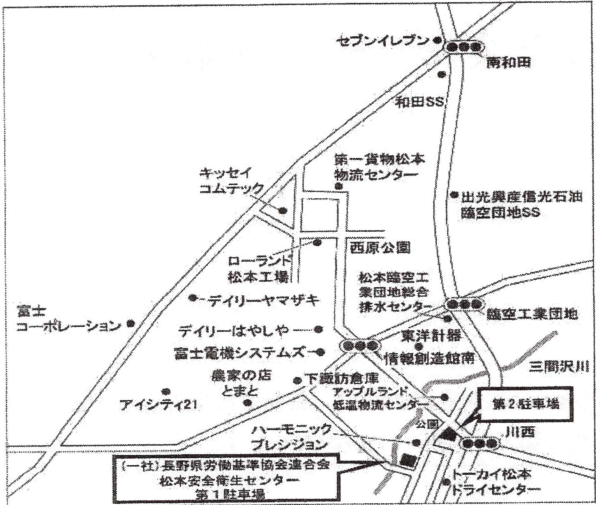 セブンイレブン
南和田
和田SS
第一貨物松本
物流センター
キッセイ
コムテック
出光興産信光石油
臨空団地SS
西原公園
ローランド
松本工場
松本臨空工
業団地総合
排水センター
デイリーヤマザキ
臨空工業団地
富士
コーポレーション
デイリーはやしや
東洋計器
情報創造館南
富士電機システムズ
三間沢川
農家の店
とまと
下諏訪倉庫
アップルランド
低温物流センター
アイシティ21
第2駐車場
公園
川西
ハーモニック
プレシジョン
(一社)長野県労働基準協会連合会
松本安全衛生センター
第1駐車場
トーカイ松本
ドライセンター